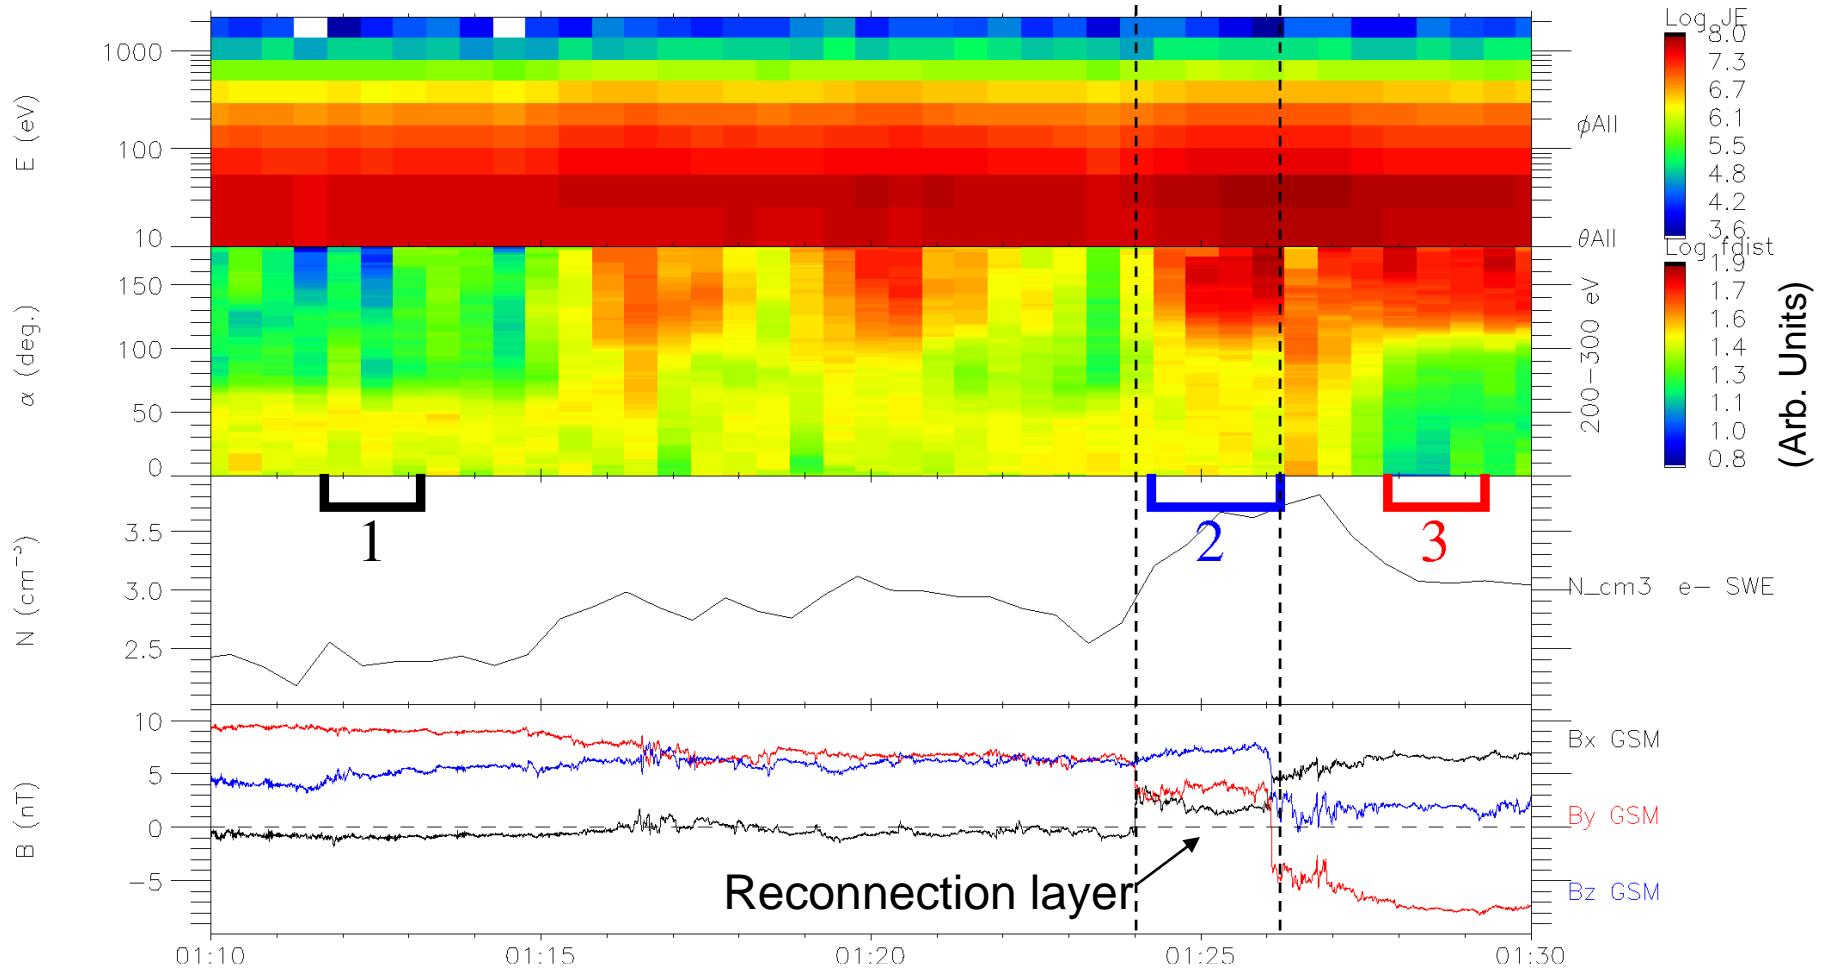 Log JE
1000
100
10
E (eV)
φAll
θAll
8.0
7.3
6.7
6.1
5.5
4.8
4.2
3.6
Log fdist
150
100
50
0
α (deg.)
200−300 eV
1.9
1.7
1.6
1.4
1.3
1.1
1.0
0.8
(Arb. Units)
1
2
3
3.5
3.0
2.5
N (cm⁻³)
N_cm3 e− SWE
10
5
0
−5
B (nT)
Bx GSM
By GSM
Bz GSM
Reconnection layer
01:10
01:15
01:20
01:25
01:30